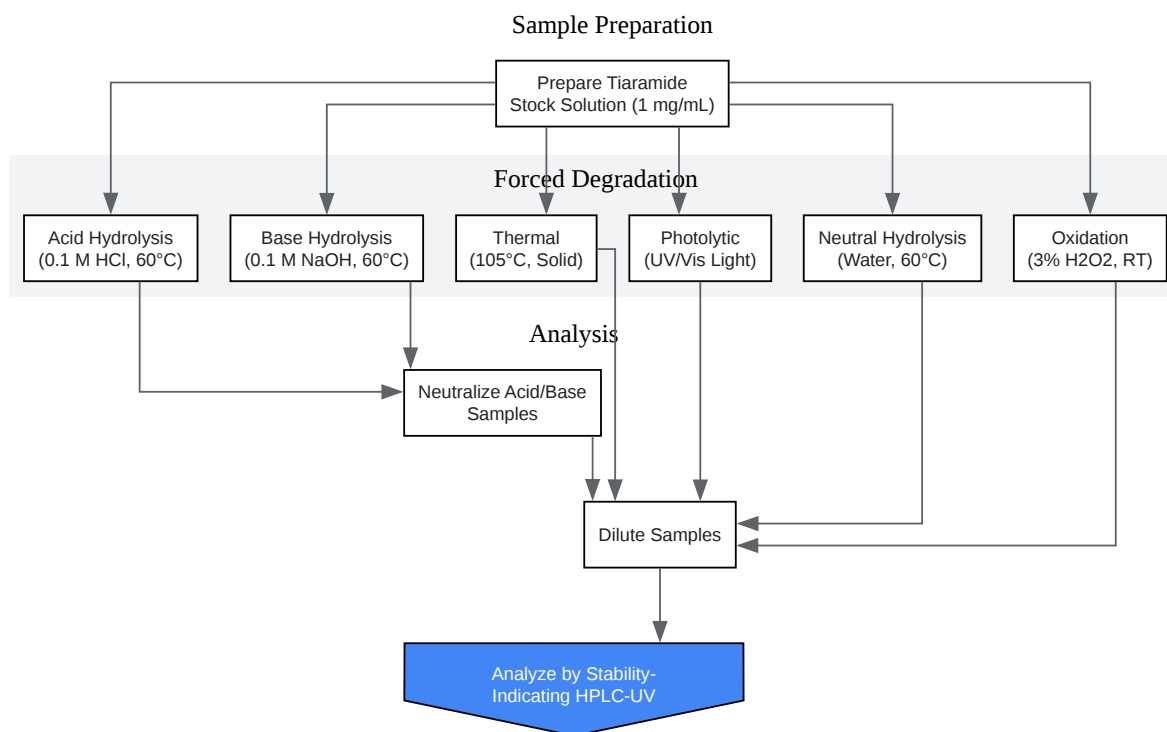 Sample Preparation
Prepare Tiaramide
Stock Solution (1 mg/mL)
Forced Degradation
Acid Hydrolysis
(0.1 M HCl, 60°C)
Base Hydrolysis
(0.1 M NaOH, 60°C)
Thermal
(105°C, Solid)
Photolytic
(UV/Vis Light)
Neutral Hydrolysis
(Water, 60°C)
Oxidation
(3% H2O2, RT)
Analysis
Neutralize Acid/Base
Samples
Dilute Samples
Analyze by Stability-
Indicating HPLC-UV